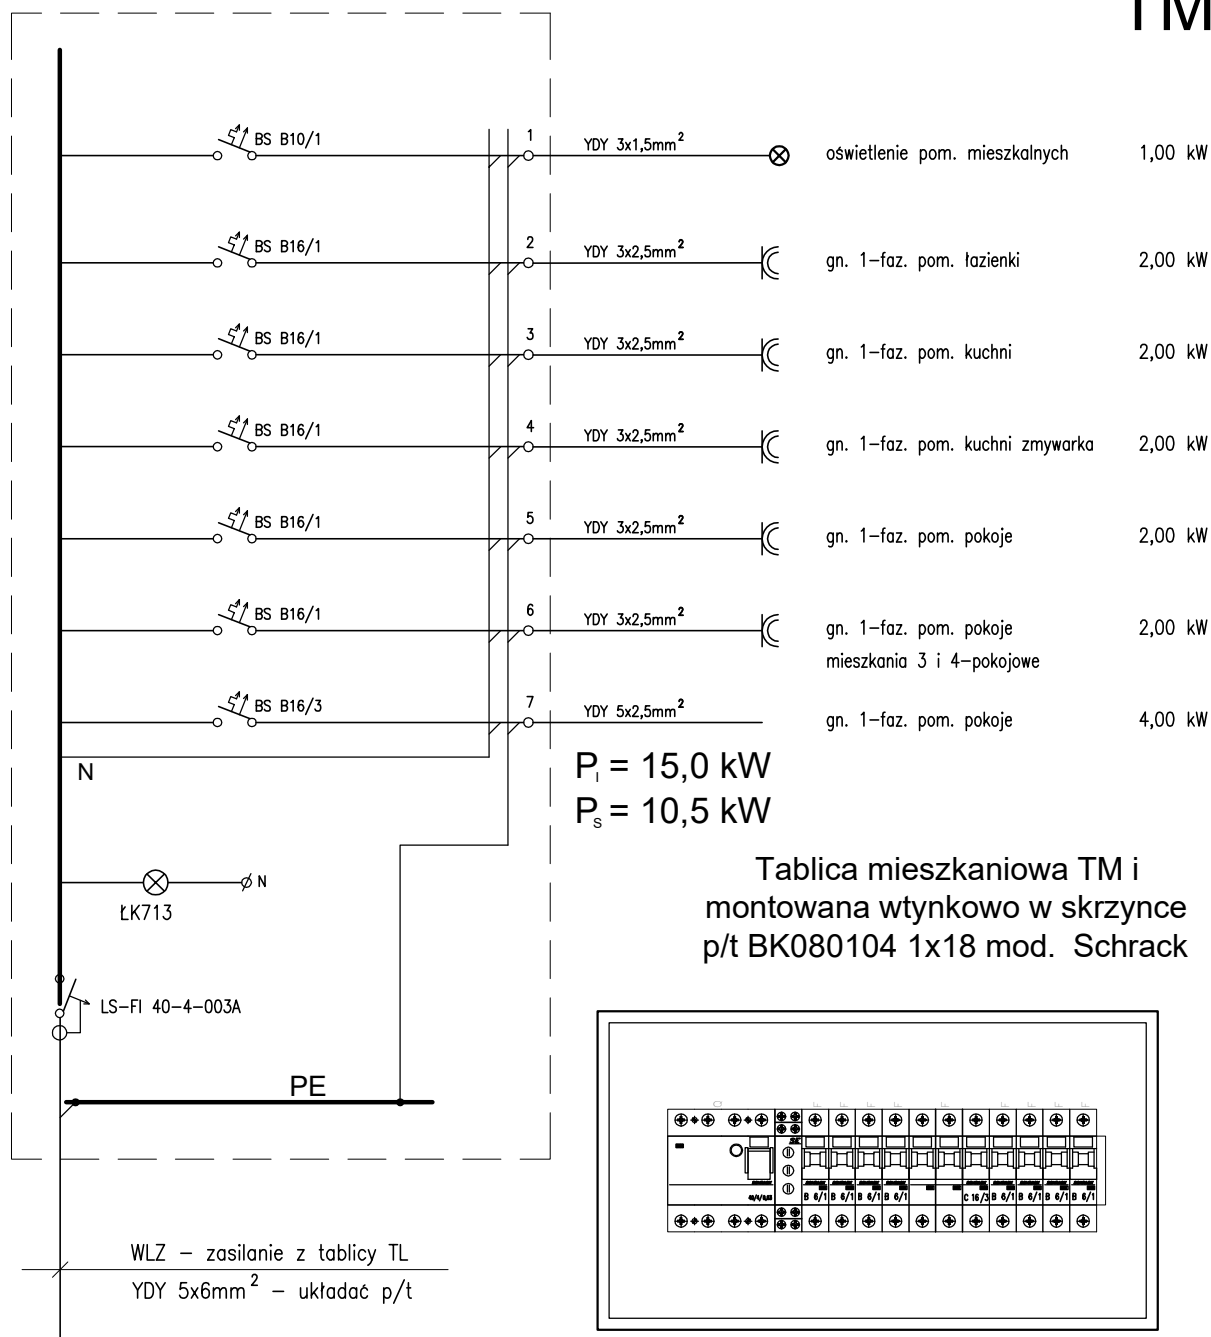 TM
BS B10/1 1 YDY 3x1,5mm² oświetlenie pom. mieszkalnych 1,00 kW
BS B16/1 2 YDY 3x2,5mm² gn. 1-faz. pom. łazienki 2,00 kW
BS B16/1 3 YDY 3x2,5mm² gn. 1-faz. pom. kuchni 2,00 kW
BS B16/1 4 YDY 3x2,5mm² gn. 1-faz. pom. kuchni zmywarka 2,00 kW
BS B16/1 5 YDY 3x2,5mm² gn. 1-faz. pom. pokoje 2,00 kW
BS B16/1 6 YDY 3x2,5mm² gn. 1-faz. pom. pokoje 2,00 kW
mieszkania 3 i 4-pokojowe
BS B16/3 7 YDY 5x2,5mm² gn. 1-faz. pom. pokoje 4,00 kW
N
P_I = 15,0 kW
P_s = 10,5 kW
N
ŁK713
Tablica mieszkaniowa TM i
montowana wtynkowo w skrzynce
p/t BK080104 1x18 mod. Schrack
LS-FI 40-4-003A
PE
Q F F F F F F F F F
40/4/0,03 B 6/1 B 6/1 B 6/1 B 6/1 C 16/3 B 6/1 B 6/1 B 6/1 B 6/1
WLZ – zasilanie z tablicy TL
YDY 5x6mm² – układać p/t